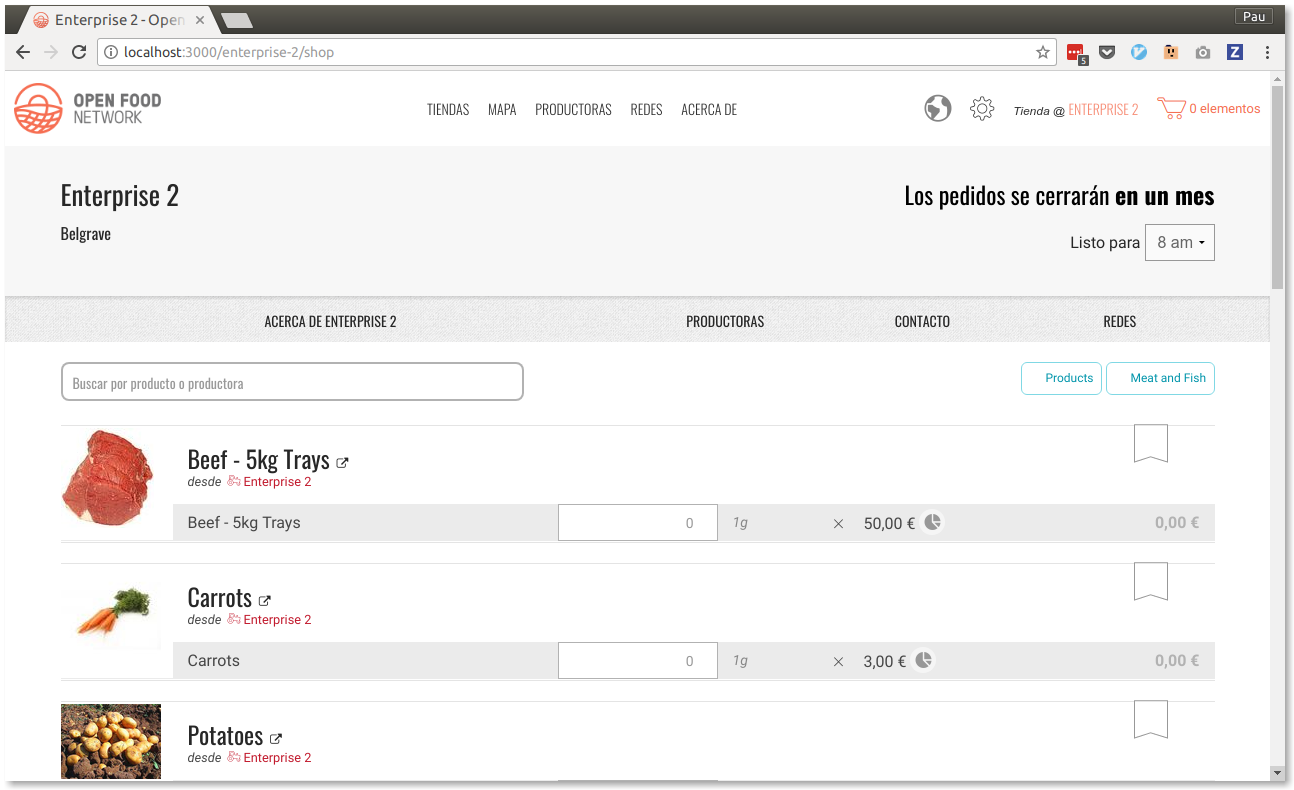 Enterprise 2 - Open
Pau
localhost:3000/enterprise-2/shop
5
Z
OPEN FOOD
NETWORK
TIENDAS MAPA PRODUCTORAS REDES ACERCA DE
Tienda @ ENTERPRISE 2
0 elementos
Enterprise 2
Los pedidos se cerrarán en un mes
Belgrave
Listo para 8 am
ACERCA DE ENTERPRISE 2 PRODUCTORAS CONTACTO REDES
Buscar por producto o productora
Products Meat and Fish
Beef - 5kg Trays
desde Enterprise 2
Beef - 5kg Trays 0 1g × 50,00 € 0,00 €
Carrots
desde Enterprise 2
Carrots 0 1g × 3,00 € 0,00 €
Potatoes
desde Enterprise 2